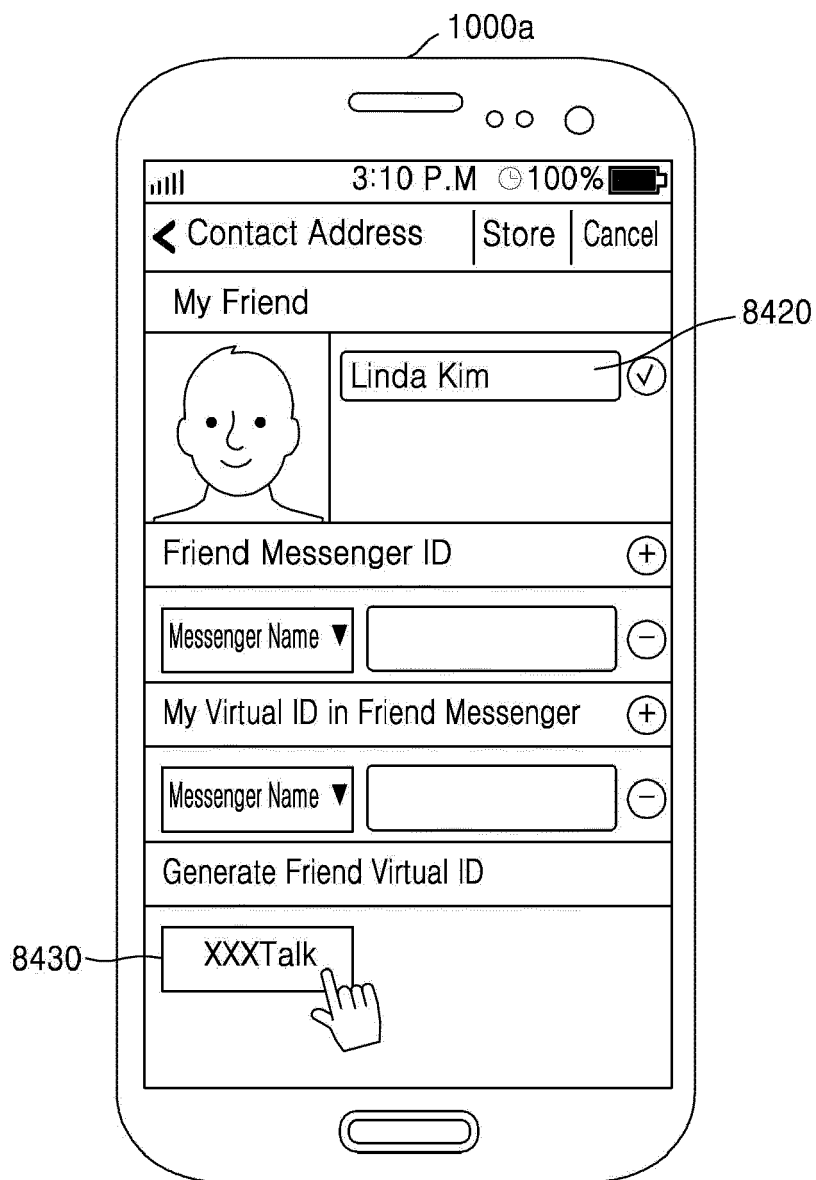 1000a
3:10 P.M 100%
< Contact Address Store Cancel
My Friend
8420
Linda Kim
Friend Messenger ID +
Messenger Name ▼ −
My Virtual ID in Friend Messenger +
Messenger Name ▼ −
Generate Friend Virtual ID
8430 XXXTalk